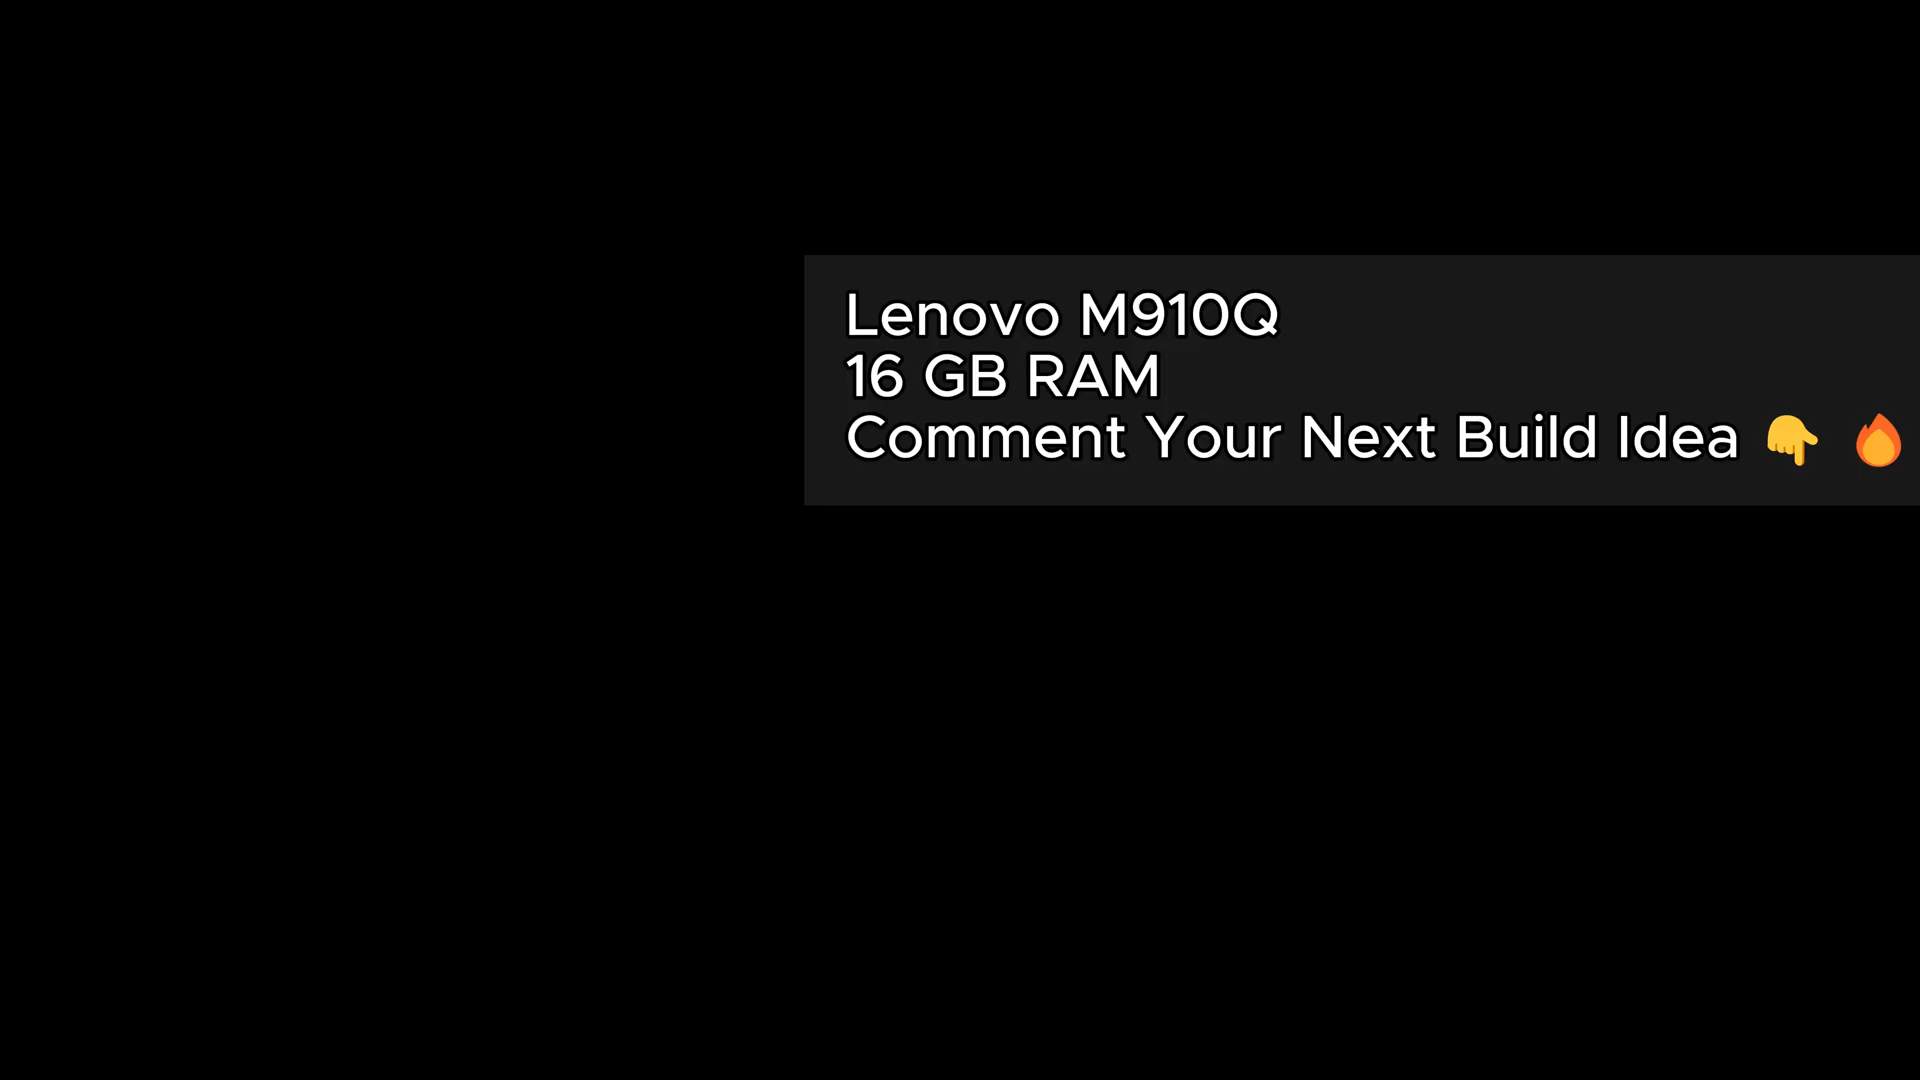 Lenovo M910Q
16 GB RAM
Comment Your Next Build Idea 👇 🔥